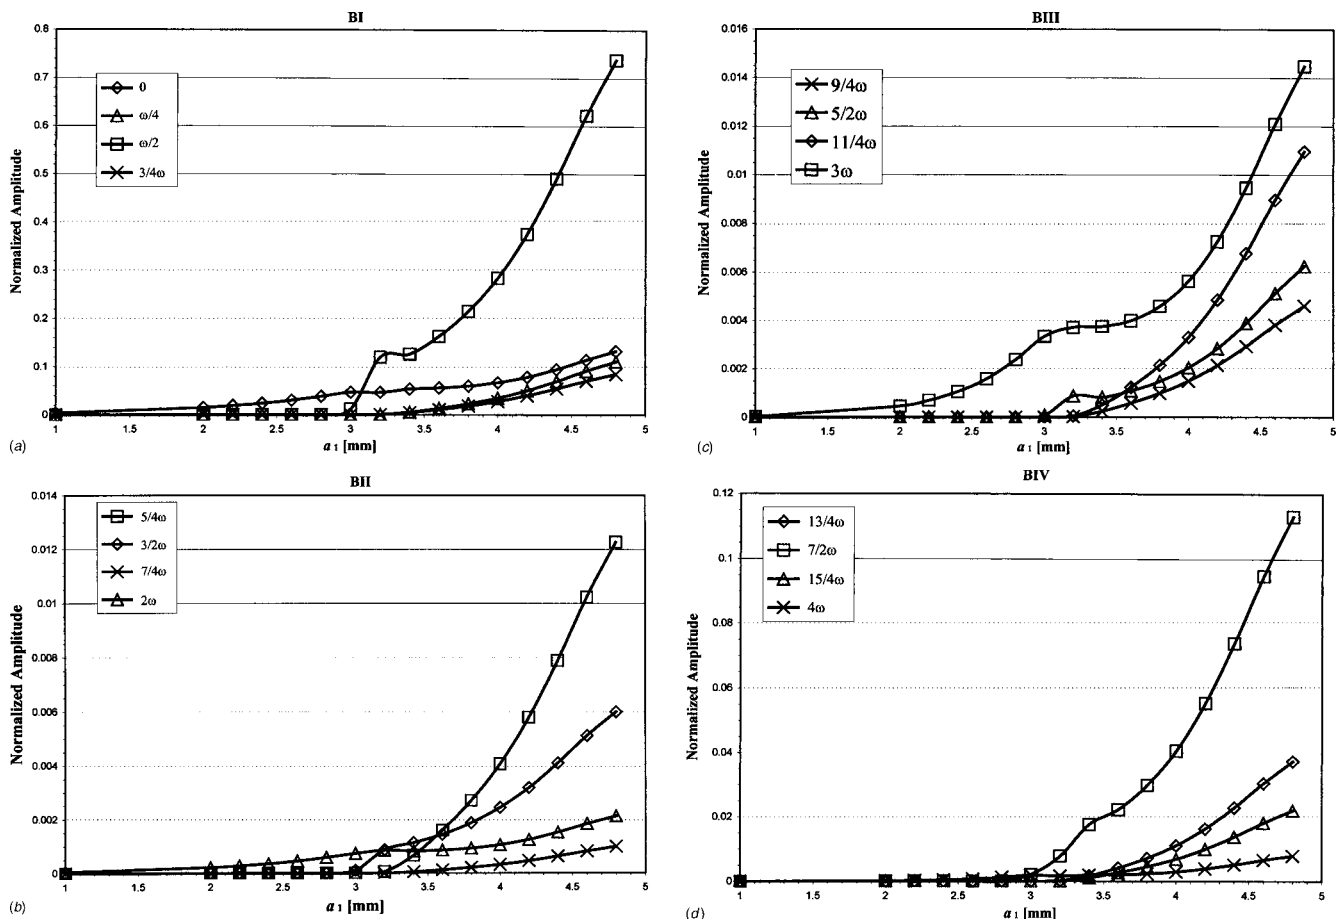 BI
0.8
0.7
0.6
0.5
0.4
0.3
0.2
0.1
0
Normalized Amplitude
0
ω/4
ω/2
3/4ω
1 1.5 2 2.5 3 3.5 4 4.5 5
(a)
a1 [mm]
BIII
0.016
0.014
0.012
0.01
0.008
0.006
0.004
0.002
0
Normalized Amplitude
9/4ω
5/2ω
11/4ω
3ω
1 1.5 2 2.5 3 3.5 4 4.5 5
(c)
a1 [mm]
BII
0.014
0.012
0.01
0.008
0.006
0.004
0.002
0
Normalized Amplitude
5/4ω
3/2ω
7/4ω
2ω
1 1.5 2 2.5 3 3.5 4 4.5 5
(b)
a1 [mm]
BIV
0.12
0.1
0.08
0.06
0.04
0.02
0
Normalized Amplitude
13/4ω
7/2ω
15/4ω
4ω
1 1.5 2 2.5 3 3.5 4 4.5 5
(d)
a1 [mm]